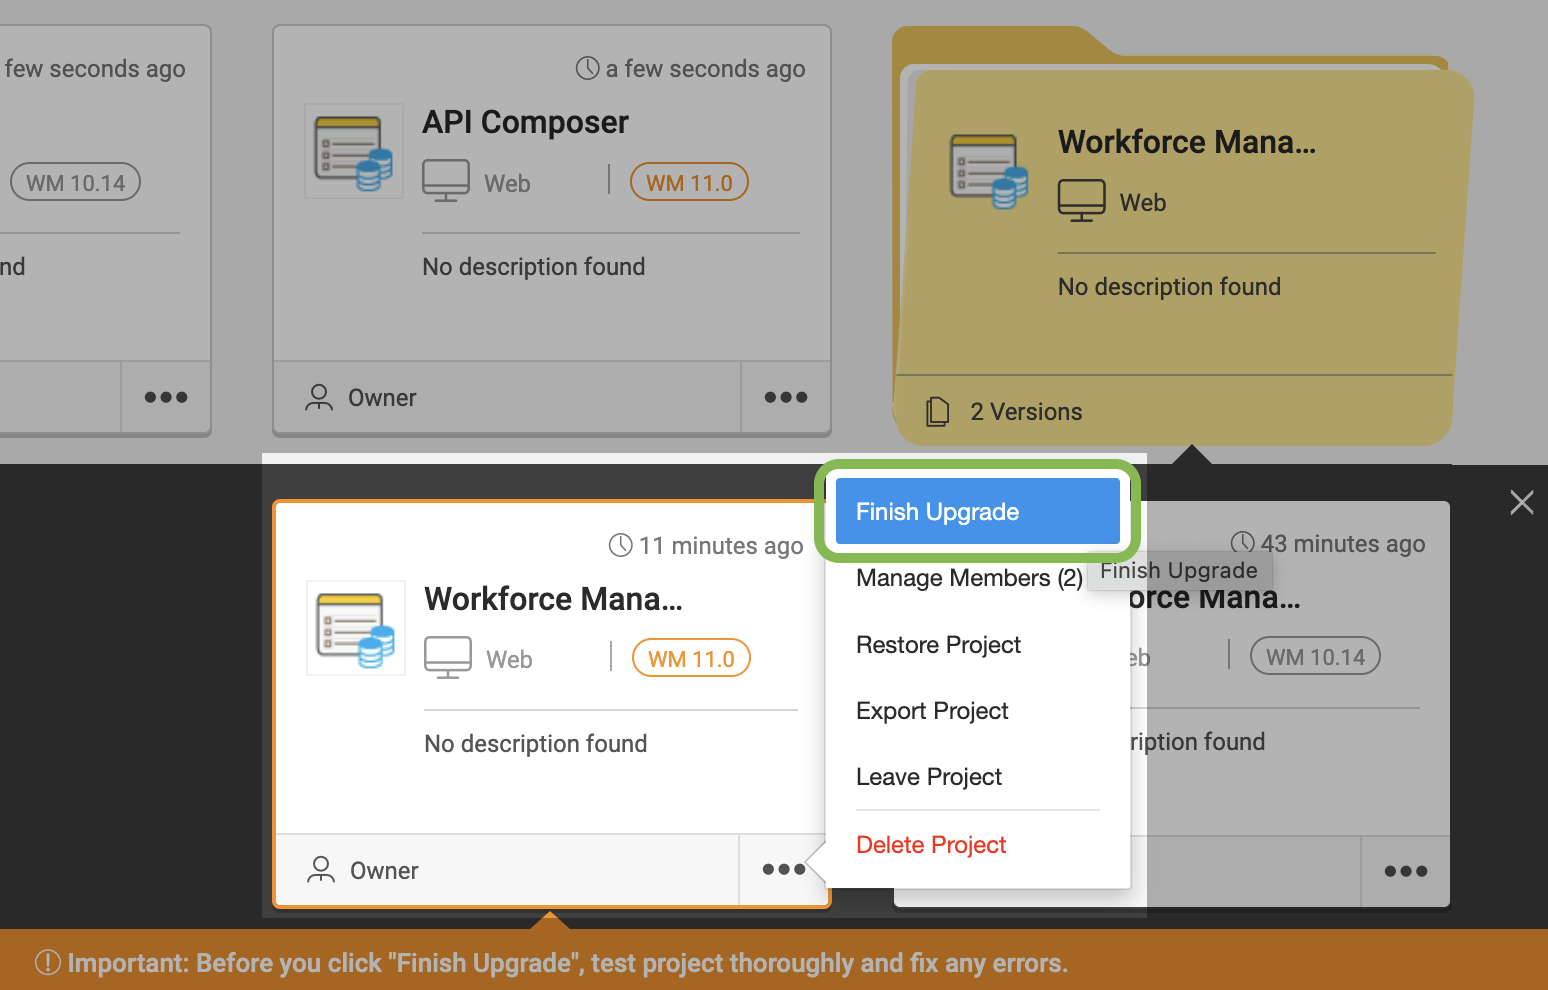 few seconds ago
WM 10.14
nd
a few seconds ago
API Composer
Web
WM 11.0
No description found
Owner
Workforce Mana...
Web
No description found
2 Versions
11 minutes ago
Workforce Mana...
Web
WM 11.0
No description found
Owner
Finish Upgrade
Manage Members (2)
Restore Project
Export Project
Leave Project
Delete Project
Finish Upgrade
43 minutes ago
orce Mana...
eb
WM 10.14
ription found
Important: Before you click "Finish Upgrade", test project thoroughly and fix any errors.